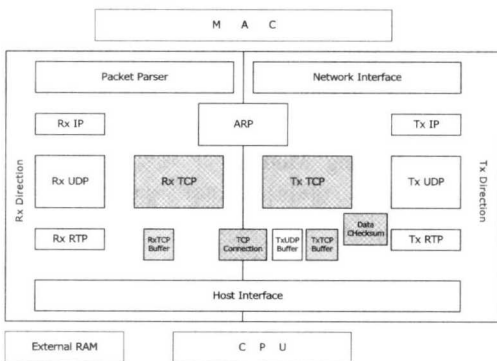 M A C
Packet Parser
Network Interface
ARP
Rx IP
Tx IP
Rx Direction
Rx UDP
Rx TCP
Tx TCP
Tx UDP
Tx Direction
Rx RTP
RxTCP
Buffer
TCP
Connection
TxUDP
Buffer
TxTCP
Buffer
Data
CHecksum
Tx RTP
Host Interface
External RAM
C P U